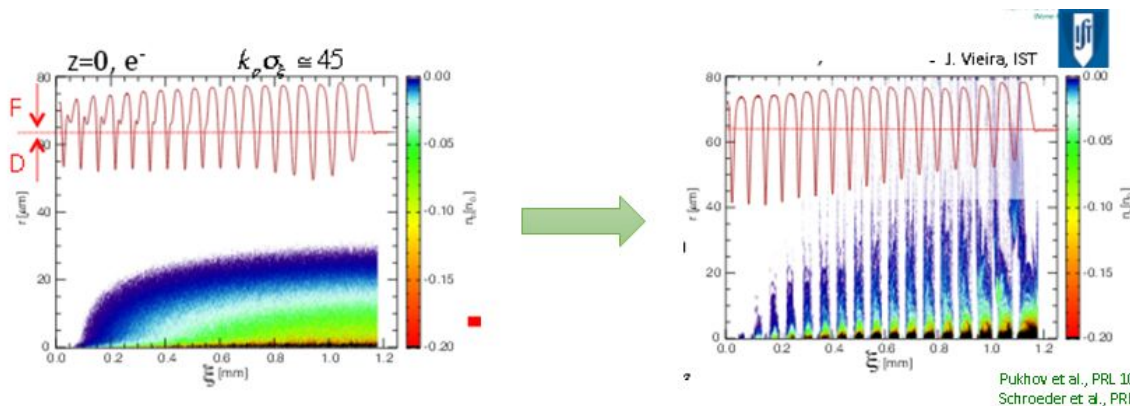 IST
z=0, e⁻
k_pσ_ξ ≅ 45
F
D
r [μm]
80
60
40
20
0
0.0 0.2 0.4 0.6 0.8 1.0 1.2
ξ [mm]
0.00
-0.05
-0.10
-0.15
-0.20
, - J. Vieira, IST
r [μm]
80
60
40
20
0
0.0 0.2 0.4 0.6 0.8 1.0 1.2
ξ [mm]
0.00
-0.05
-0.10
-0.15
-0.20
Pukhov et al., PRL 10
Schroeder et al., PRL